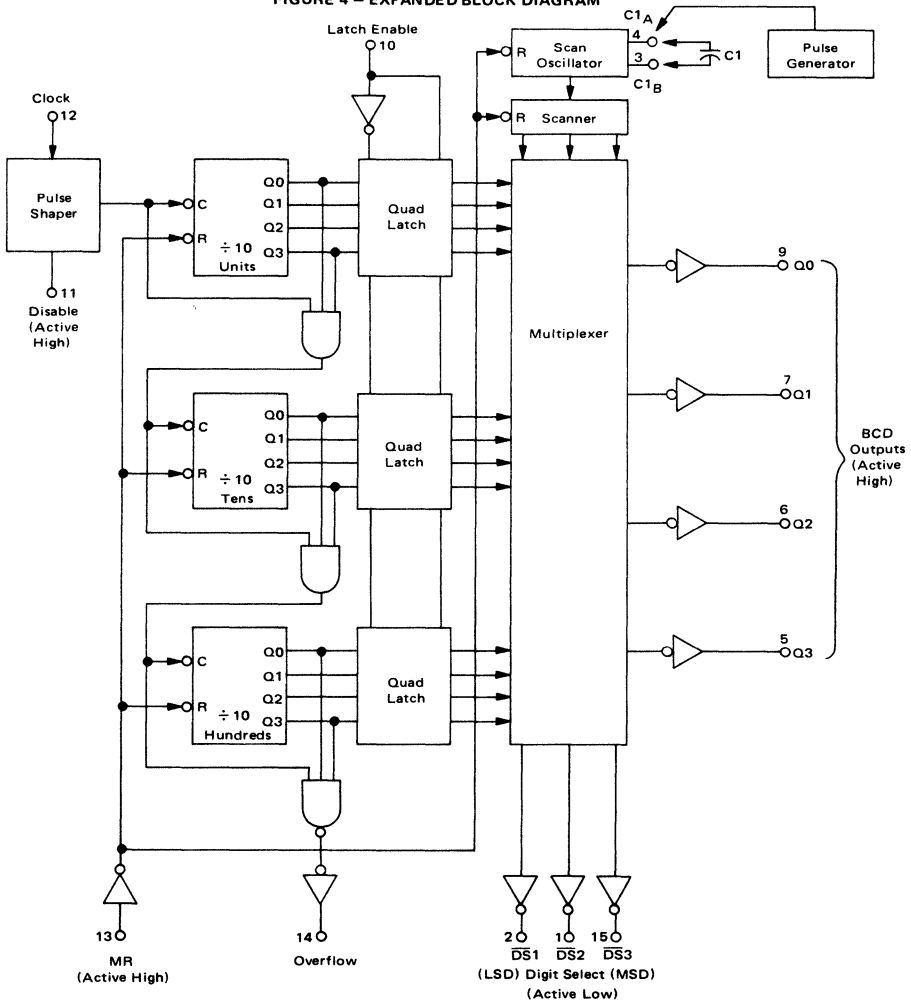 FIGURE 4 – EXPANDED BLOCK DIAGRAM
Latch Enable
10
C1A
4
3
C1
C1B
R
Scan
Oscillator
Pulse
Generator
R
Scanner
Clock
12
Pulse
Shaper
11
Disable
(Active
High)
C
R
÷ 10
Units
Q0
Q1
Q2
Q3
Quad
Latch
Multiplexer
9
Q0
7
Q1
6
Q2
5
Q3
BCD
Outputs
(Active
High)
C
R
÷ 10
Tens
Q0
Q1
Q2
Q3
Quad
Latch
C
R
÷ 10
Hundreds
Q0
Q1
Q2
Q3
Quad
Latch
13
MR
(Active High)
14
Overflow
2
1
15
D̅S̅1 D̅S̅2 D̅S̅3
(LSD) Digit Select (MSD)
(Active Low)